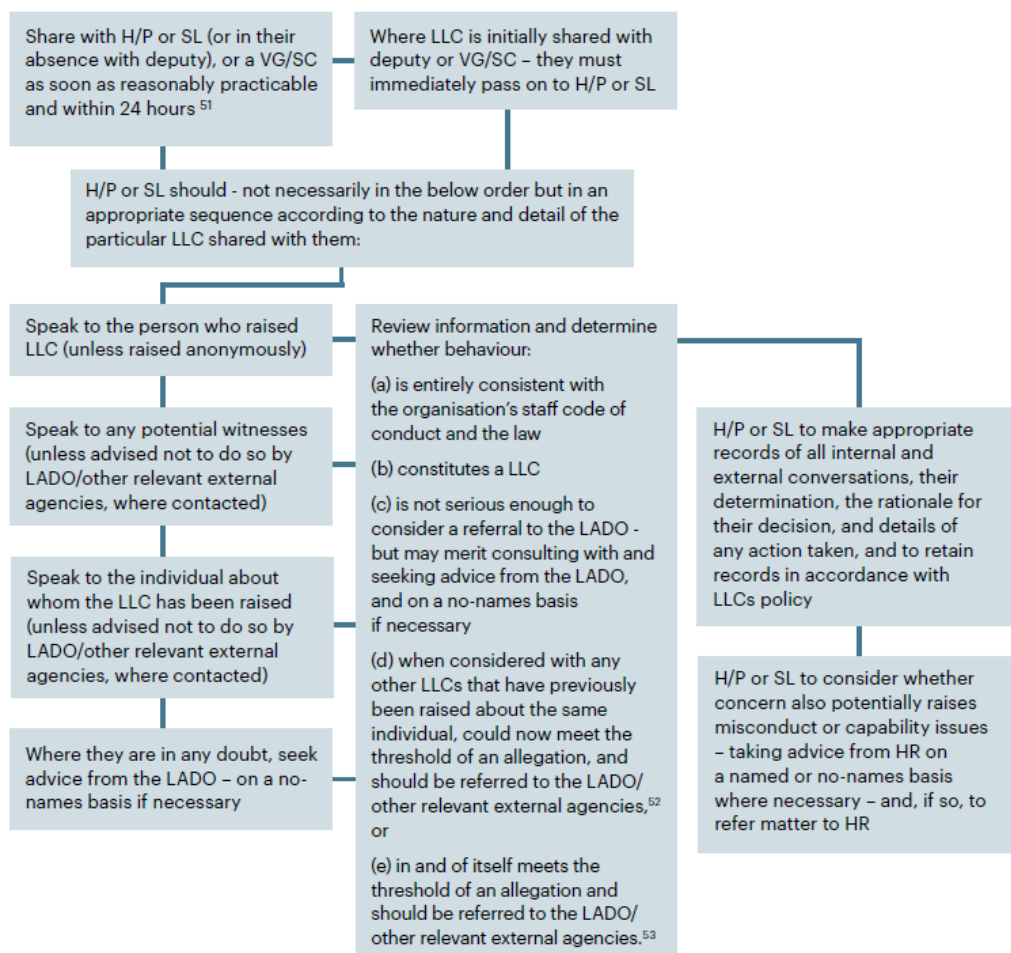 Share with H/P or SL (or in their
absence with deputy), or a VG/SC
as soon as reasonably practicable
and within 24 hours 51
Where LLC is initially shared with
deputy or VG/SC – they must
immediately pass on to H/P or SL
H/P or SL should - not necessarily in the below order but in an
appropriate sequence according to the nature and detail of the
particular LLC shared with them:
Speak to the person who raised
LLC (unless raised anonymously)
Speak to any potential witnesses
(unless advised not to do so by
LADO/other relevant external
agencies, where contacted)
Speak to the individual about
whom the LLC has been raised
(unless advised not to do so by
LADO/other relevant external
agencies, where contacted)
Where they are in any doubt, seek
advice from the LADO – on a no-
names basis if necessary
Review information and determine
whether behaviour:
(a) is entirely consistent with
the organisation's staff code of
conduct and the law
(b) constitutes a LLC
(c) is not serious enough to
consider a referral to the LADO -
but may merit consulting with and
seeking advice from the LADO,
and on a no-names basis
if necessary
(d) when considered with any
other LLCs that have previously
been raised about the same
individual, could now meet the
threshold of an allegation, and
should be referred to the LADO/
other relevant external agencies,52
or
(e) in and of itself meets the
threshold of an allegation and
should be referred to the LADO/
other relevant external agencies.53
H/P or SL to make appropriate
records of all internal and
external conversations, their
determination, the rationale for
their decision, and details of
any action taken, and to retain
records in accordance with
LLCs policy
H/P or SL to consider whether
concern also potentially raises
misconduct or capability issues
– taking advice from HR on
a named or no-names basis
where necessary – and, if so, to
refer matter to HR